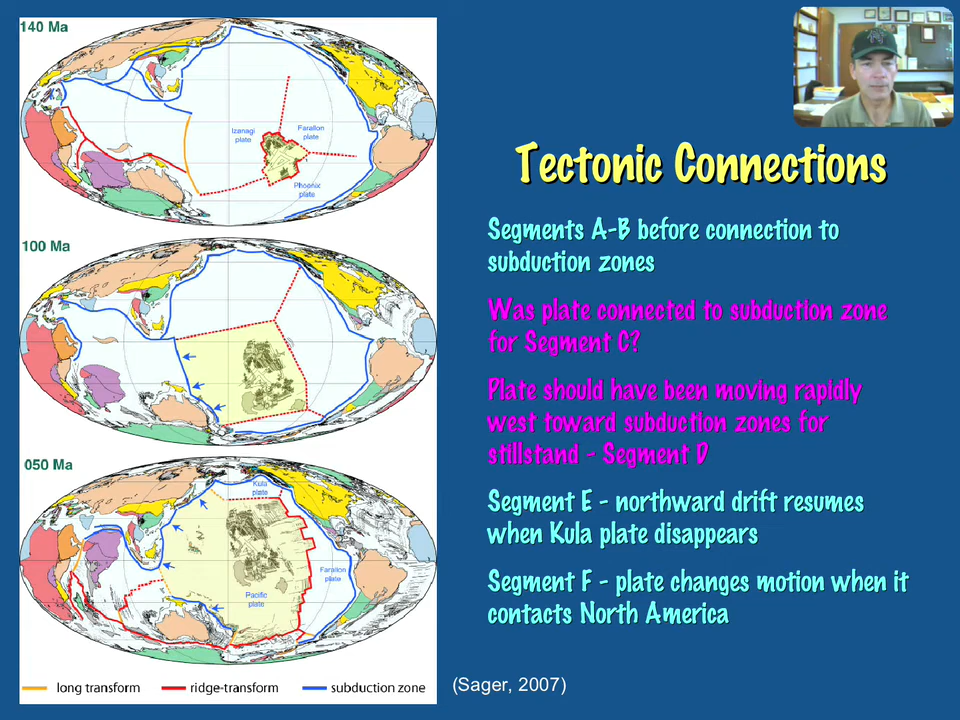 140 Ma
Izanagi
plate
Farallon
plate
Phoenix
plate
100 Ma
050 Ma
Kula
plate
Farallon
plate
Pacific
plate
long transform
ridge-transform
subduction zone
Tectonic Connections
Segments A-B before connection to
subduction zones
Was plate connected to subduction zone
for Segment C?
Plate should have been moving rapidly
west toward subduction zones for
stillstand - Segment D
Segment E - northward drift resumes
when Kula plate disappears
Segment F - plate changes motion when it
contacts North America
(Sager, 2007)